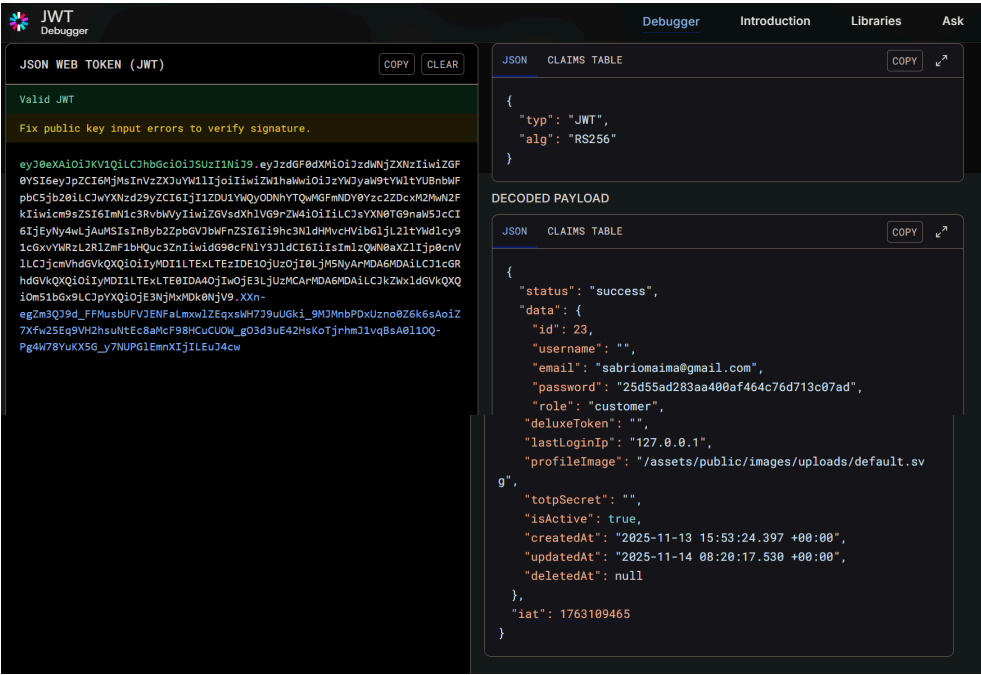 JWT
Debugger
Debugger
Introduction
Libraries
Ask
JSON WEB TOKEN (JWT)
COPY
CLEAR
Valid JWT
Fix public key input errors to verify signature.
eyJ0eXAiOiJKV1QiLCJhbGciOiJSUzI1NiJ9.eyJzdGF0dXMiOiJzdWNjZXNzIiwiZGF
0YSI6eyJpZCI6MjMsInVzZXJuYW1lIjoiIiwiZW1haWwiOiJzYWJyaW9tYWltYUBnbWF
pbC5jb20iLCJwYXNzd29yZCI6IjI1ZDU1YWQyODNhYTQwMGFmNDY0Yzc2ZDcxM2MwN2F
kIiwicm9sZSI6ImN1c3RvbWVyIiwiZGVsdXhlVG9rZW4iOiIiLCJsYXN0TG9naW5JcCI
6IjEyNy4wLjAuMSIsInByb2ZpbGVJbWFnZSI6Ii9hc3NldHMvcHVibGljL2ltYWdlcy9
1cGxvYWRzL2RlZmF1bHQuc3ZnIiwidG90cFNlY3JldCI6IiIsImlzQWN0aXZlIjp0cnV
lLCJjcmVhdGVkQXQiOiIyMDI1LTExLTEzIDE1OjUzOjI0LjM5NyArMDA6MDAiLCJ1cGR
hdGVkQXQiOiIyMDI1LTExLTE0IDA4OjIwOjE3LjUzMCArMDA6MDAiLCJkZWxldGVkQXQ
iOm51bGx9LCJpYXQiOjE3NjMxMDk0NjV9.XXn-
egZm3QJ9d_FFMusbUFVJENFaLmxwlZEqxsWH7J9uUGki_9MJMnbPDxUzno0Z6k6sAoiZ
7Xfw25Eq9VH2hsuNtEc8aMcF98HCuCUOW_gO3d3uE42HsKoTjrhmJ1vqBsA0l1OQ-
Pg4W78YuKX5G_y7NUPGlEmnXIjILEuJ4cw
JSON
CLAIMS TABLE
COPY
{
"typ": "JWT",
"alg": "RS256"
}
DECODED PAYLOAD
JSON
CLAIMS TABLE
COPY
{
"status": "success",
"data": {
"id": 23,
"username": "",
"email": "sabriomaima@gmail.com",
"password": "25d55ad283aa400af464c76d713c07ad",
"role": "customer",
"deluxeToken": "",
"lastLoginIp": "127.0.0.1",
"profileImage": "/assets/public/images/uploads/default.sv
g",
"totpSecret": "",
"isActive": true,
"createdAt": "2025-11-13 15:53:24.397 +00:00",
"updatedAt": "2025-11-14 08:20:17.530 +00:00",
"deletedAt": null
},
"iat": 1763109465
}